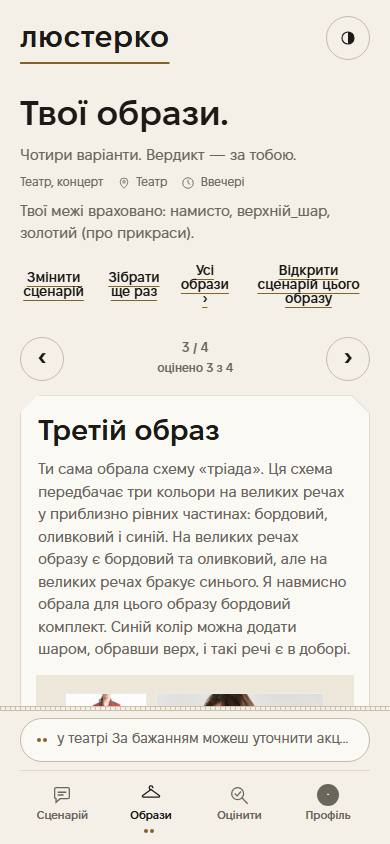 люстерко
Твої образи.
Чотири варіанти. Вердикт — за тобою.
Театр, концерт Театр Ввечері
Твої межі враховано: намисто, верхній_шар,
золотий (про прикраси).
Змінити
сценарій
Зібрати
ще раз
Усі
образи
›
Відкрити
сценарій цього
образу
‹
3 / 4
оцінено 3 з 4
›
Третій образ
Ти сама обрала схему «тріада». Ця схема
передбачає три кольори на великих речах
у приблизно рівних частинах: бордовий,
оливковий і синій. На великих речах
образу є бордовий та оливковий, але на
великих речах бракує синього. Я навмисно
обрала для цього образу бордовий
комплект. Синій колір можна додати
шаром, обравши верх, і такі речі є в доборі.
у театрі За бажанням можеш уточнити акц...
Сценарій
Образи
Оцінити
Профіль